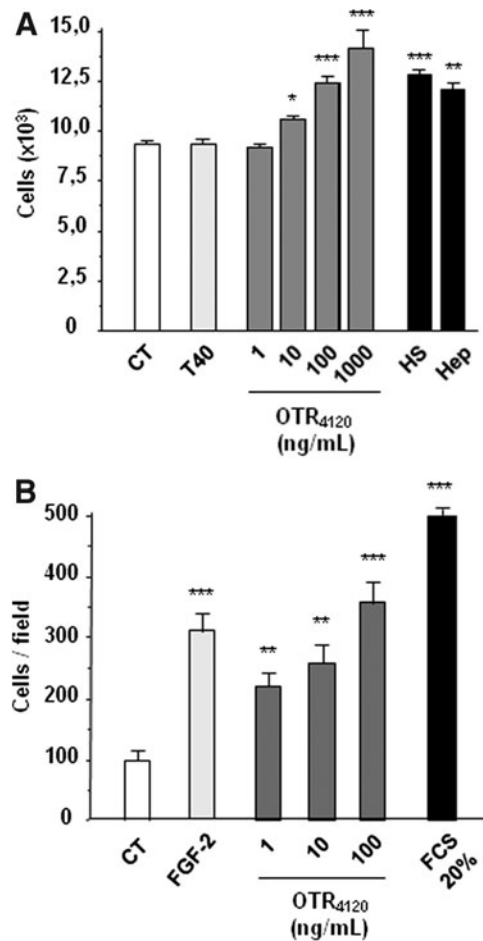 A
15,0
12,5
9,0
7,5
5,0
2,5
0
Cells (x10³)
*
***
***
***
**
CT
T40
1
10
100
1000
HS
Hep
OTR₄₁₂₀
(ng/mL)
B
500
400
300
200
100
0
Cells / field
***
**
**
***
***
CT
FGF-2
1
10
100
FCS
20%
OTR₄₁₂₀
(ng/mL)